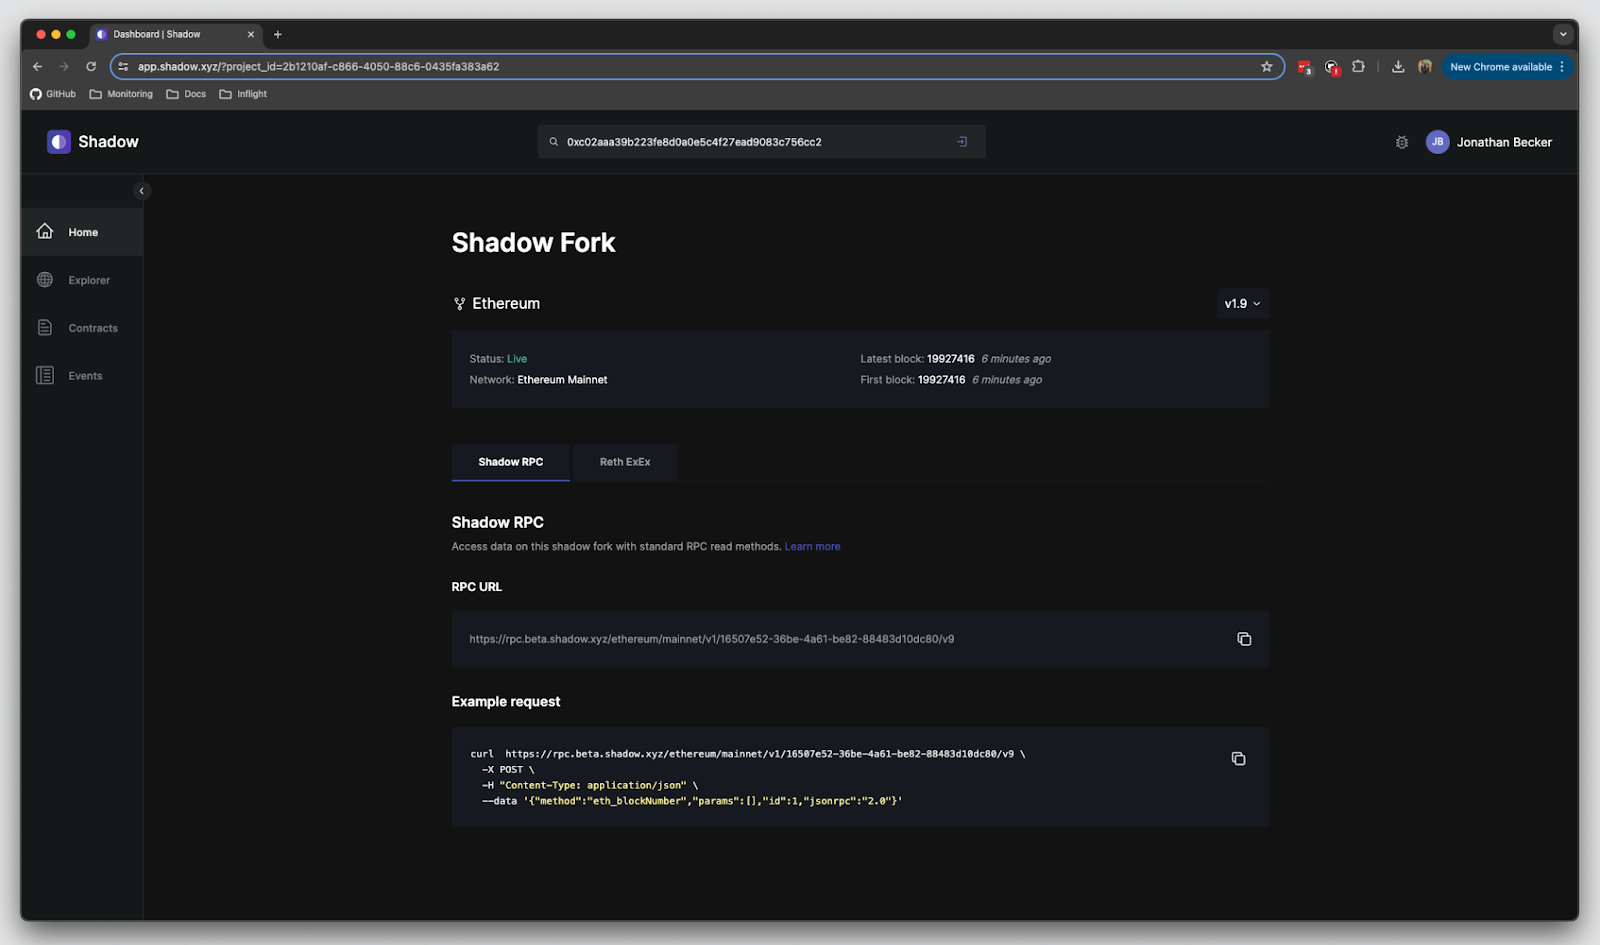 Dashboard | Shadow
app.shadow.xyz/?project_id=2b1210af-c866-4050-88c6-0435fa383a62
3
New Chrome available
GitHub
Monitoring
Docs
Inflight
Shadow
0xc02aaa39b223fe8d0a0e5c4f27ead9083c756cc2
JB
Jonathan Becker
Home
Explorer
Contracts
Events
Shadow Fork
Ethereum
v1.9
Status: Live
Network: Ethereum Mainnet
Latest block: 19927416 6 minutes ago
First block: 19927416 6 minutes ago
Shadow RPC
Reth ExEx
Shadow RPC
Access data on this shadow fork with standard RPC read methods. Learn more
RPC URL
https://rpc.beta.shadow.xyz/ethereum/mainnet/v1/16507e52-36be-4a61-be82-88483d10dc80/v9
Example request
curl  https://rpc.beta.shadow.xyz/ethereum/mainnet/v1/16507e52-36be-4a61-be82-88483d10dc80/v9 \
-X POST \
-H "Content-Type: application/json" \
--data '{"method":"eth_blockNumber","params":[],"id":1,"jsonrpc":"2.0"}'